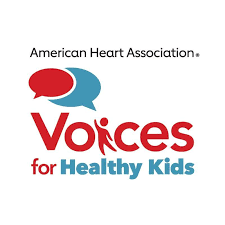 American Heart Association®
Voices
for Healthy Kids